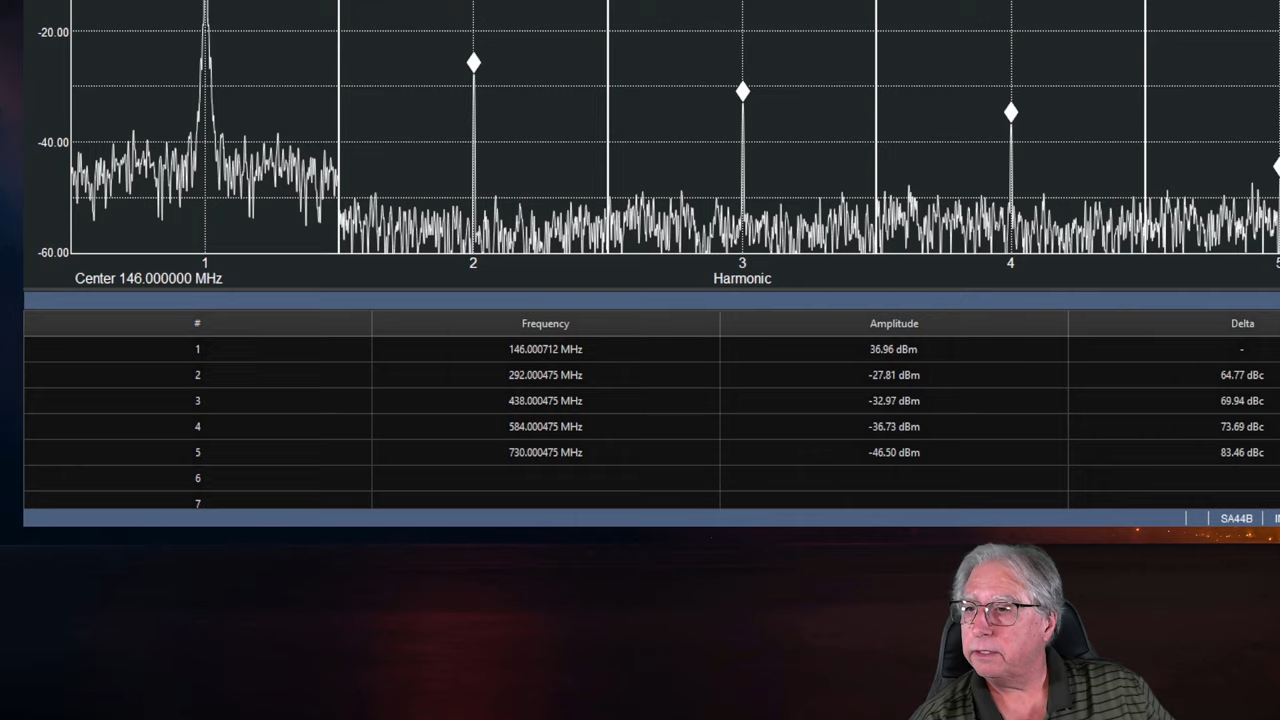 -20.00
-40.00
-60.00
1 2 3 4
Center 146.000000 MHz Harmonic
# Frequency Amplitude Delta
1 146.000712 MHz 36.96 dBm -
2 292.000475 MHz -27.81 dBm 64.77 dBc
3 438.000475 MHz -32.97 dBm 69.94 dBc
4 584.000475 MHz -36.73 dBm 73.69 dBc
5 730.000475 MHz -46.50 dBm 83.46 dBc
6
7
SA44B